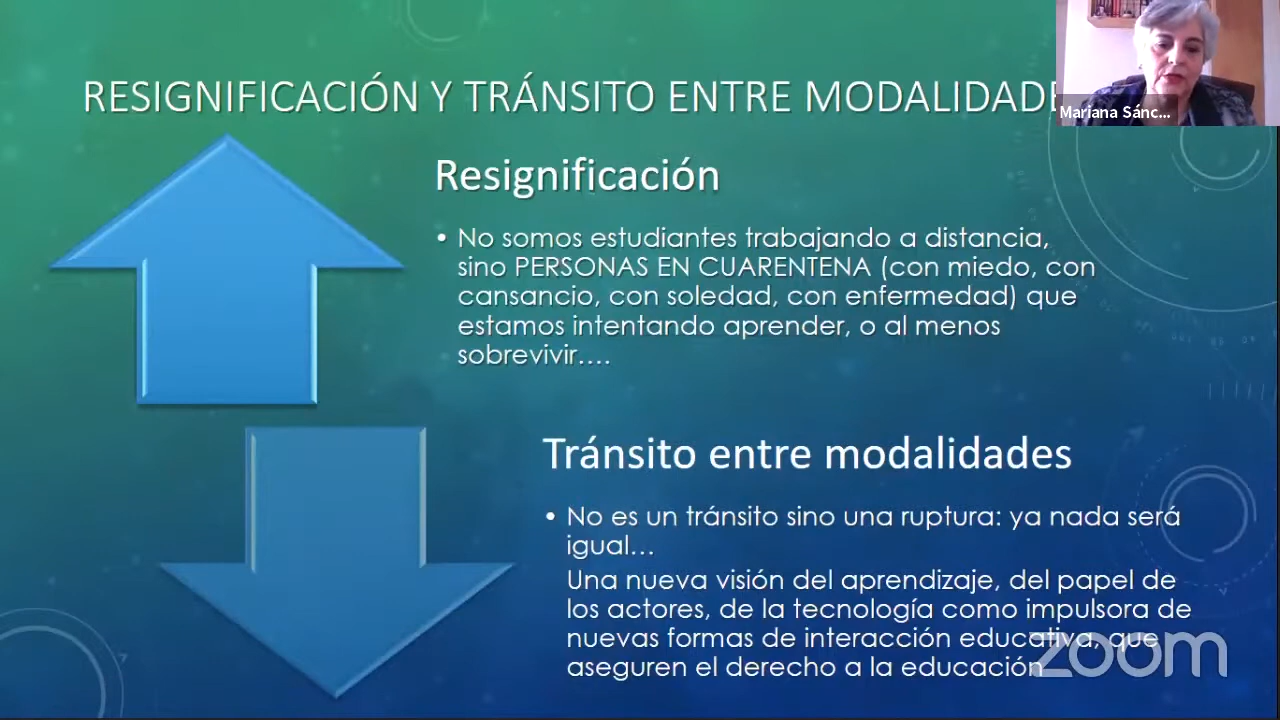 RESIGNIFICACIÓN Y TRÁNSITO ENTRE MODALIDADE
Mariana Sánc...
Resignificación
• No somos estudiantes trabajando a distancia,
sino PERSONAS EN CUARENTENA (con miedo, con
cansancio, con soledad, con enfermedad) que
estamos intentando aprender, o al menos
sobrevivir....
Tránsito entre modalidades
• No es un tránsito sino una ruptura: ya nada será
igual...
Una nueva visión del aprendizaje, del papel de
los actores, de la tecnología como impulsora de
nuevas formas de interacción educativa, que
aseguren el derecho a la educación
zoom